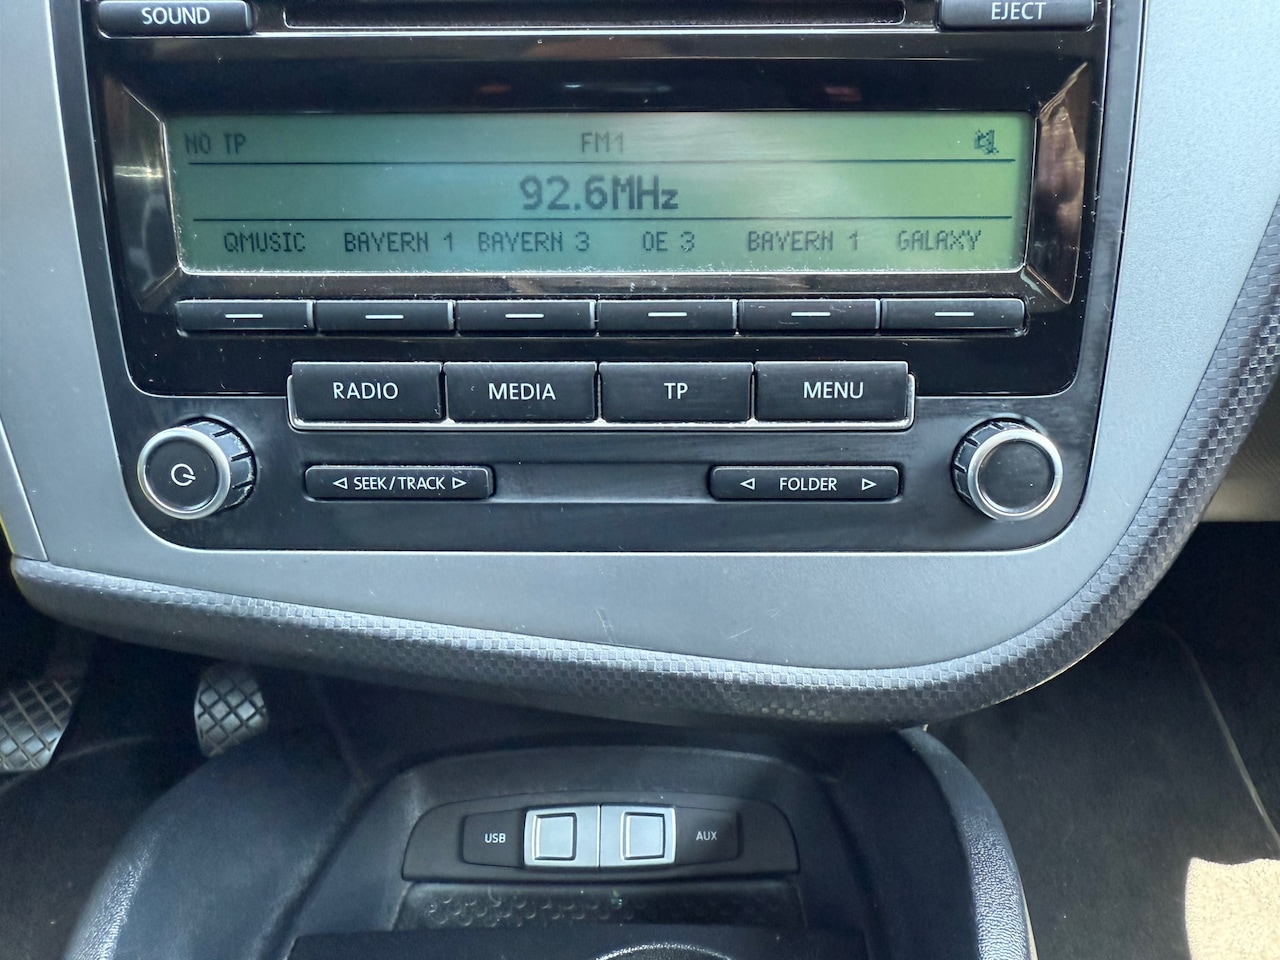 SOUND EJECT
NO TP FM1
92.6MHz
QMUSIC BAYERN 1 BAYERN 3 OE 3 BAYERN 1 GALAXY
RADIO MEDIA TP MENU
SEEK/TRACK FOLDER
USB AUX